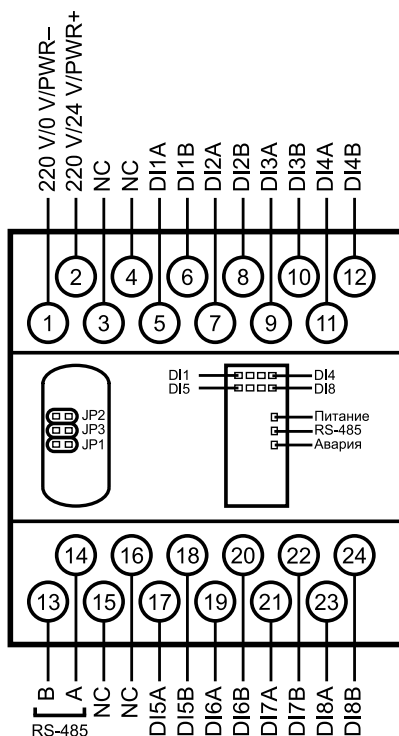 220 V/0 V/PWR–
220 V/24 V/PWR+
NC
NC
DI1A
DI1B
DI2A
DI2B
DI3A
DI3B
DI4A
DI4B
2
4
6
8
10
12
1
3
5
7
9
11
DI1
DI4
DI5
DI8
JP2
JP3
JP1
Питание
RS-485
Авария
14
16
18
20
22
24
13
15
17
19
21
23
B
A
NC
NC
DI5A
DI5B
DI6A
DI6B
DI7A
DI7B
DI8A
DI8B
RS-485